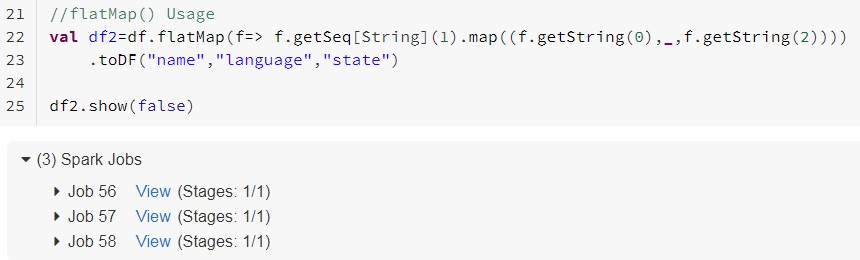 21 //flatMap() Usage
22 val df2=df.flatMap(f=> f.getSeq[String](1).map((f.getString(0),_,f.getString(2))))
23     .toDF("name","language","state")
24
25 df2.show(false)
(3) Spark Jobs
Job 56 View (Stages: 1/1)
Job 57 View (Stages: 1/1)
Job 58 View (Stages: 1/1)